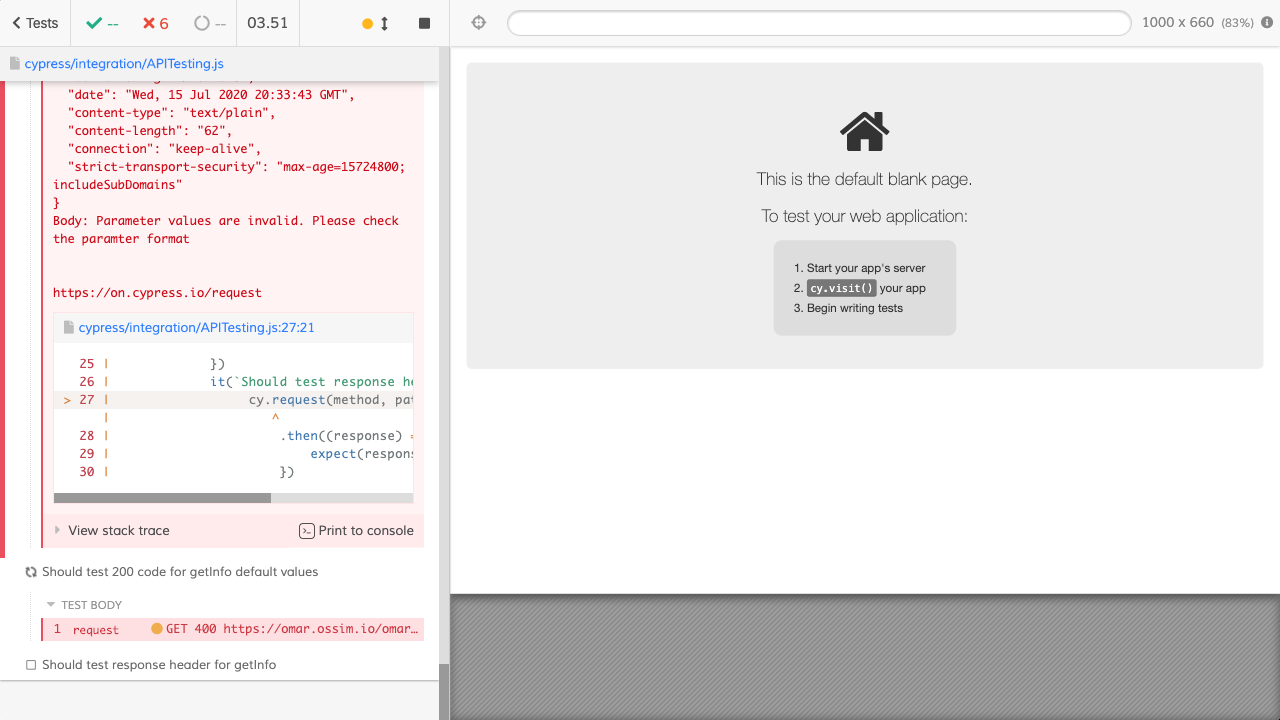 Tests
--
6
--
03.51
1000 x 660 (83%)
cypress/integration/APITesting.js
"date": "Wed, 15 Jul 2020 20:33:43 GMT",
"content-type": "text/plain",
"content-length": "62",
"connection": "keep-alive",
"strict-transport-security": "max-age=15724800;
includeSubDomains"
}
Body: Parameter values are invalid. Please check
the paramter format
https://on.cypress.io/request
cypress/integration/APITesting.js:27:21
25 | })
26 | it(`Should test response he
> 27 | cy.request(method, pat
| ^
28 | .then((response) =
29 | expect(respons
30 | })
View stack trace
Print to console
Should test 200 code for getInfo default values
TEST BODY
1 request GET 400 https://omar.ossim.io/omar…
Should test response header for getInfo
This is the default blank page.
To test your web application:
1. Start your app's server
2. cy.visit() your app
3. Begin writing tests